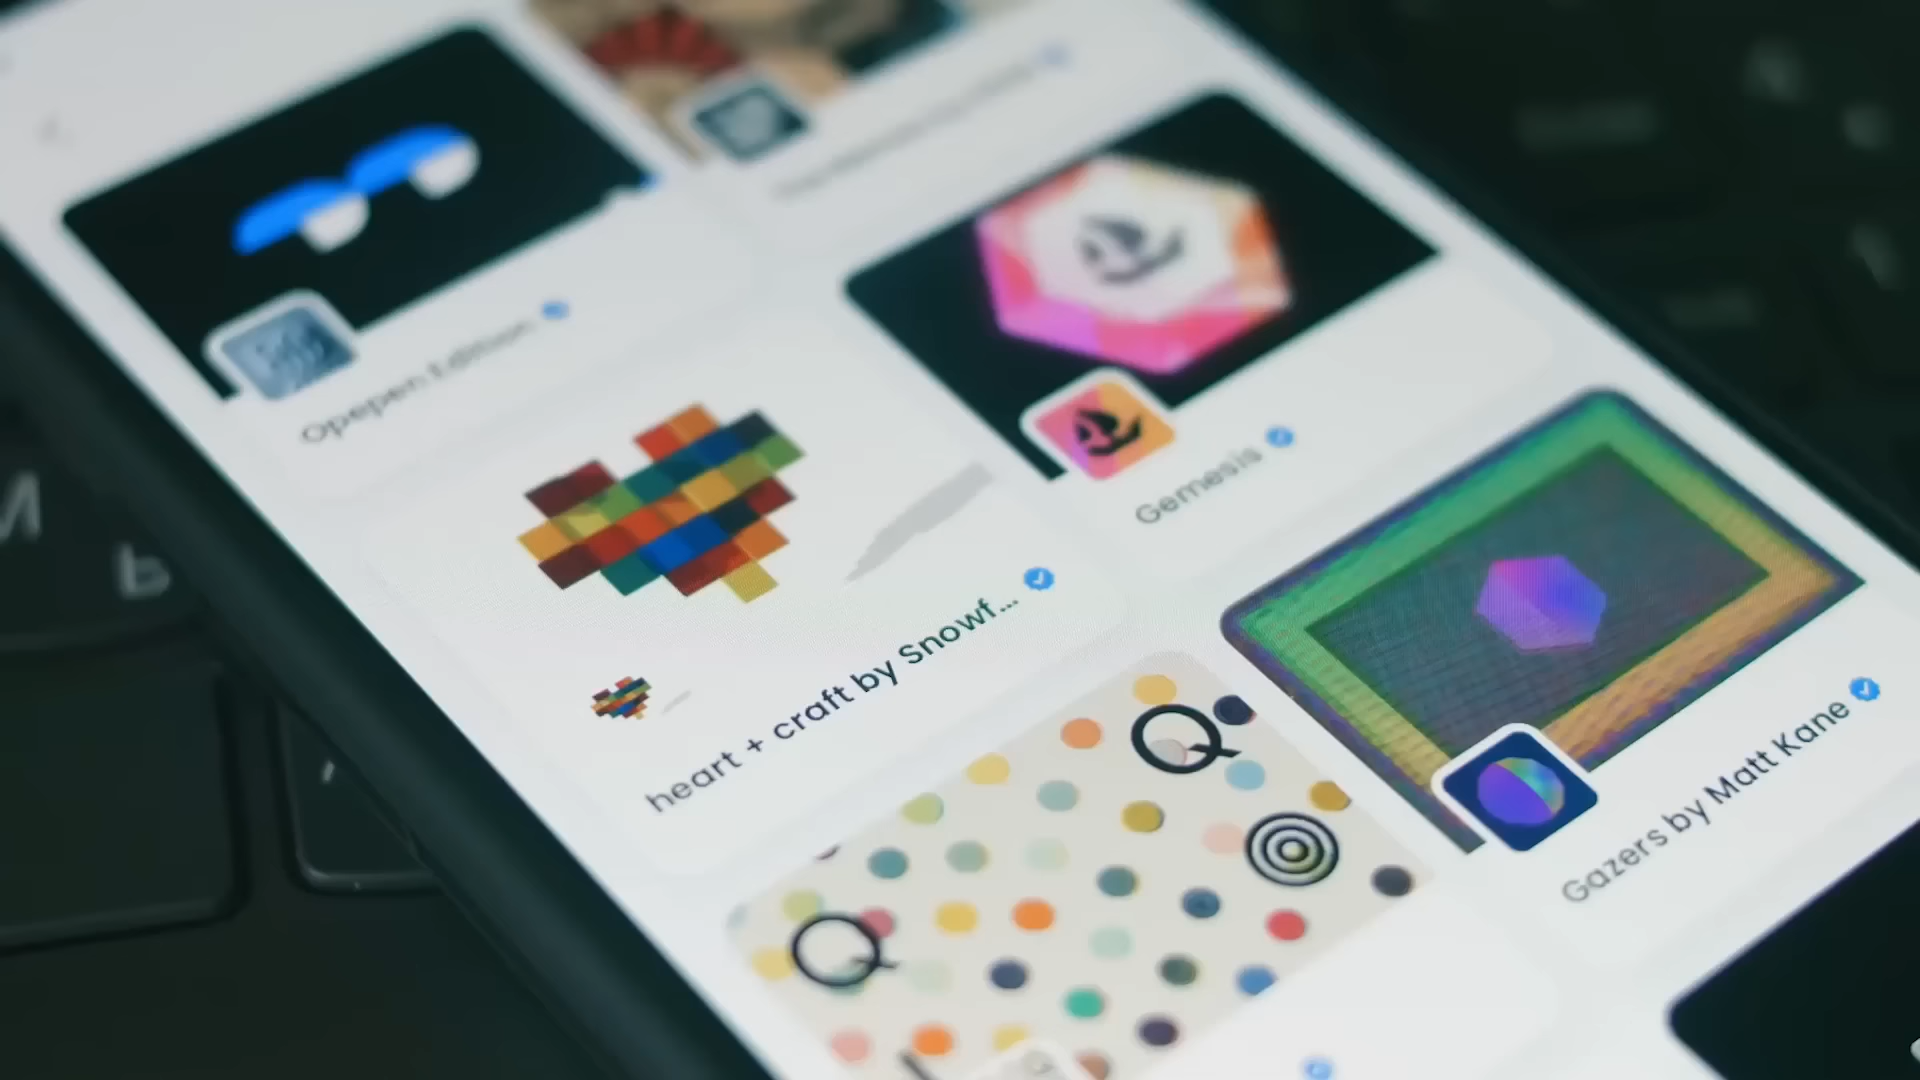 Opepen Edition
Gemesis
heart + craft by Snowf...
Gazers by Matt Kane
Q
Q
И
Ь